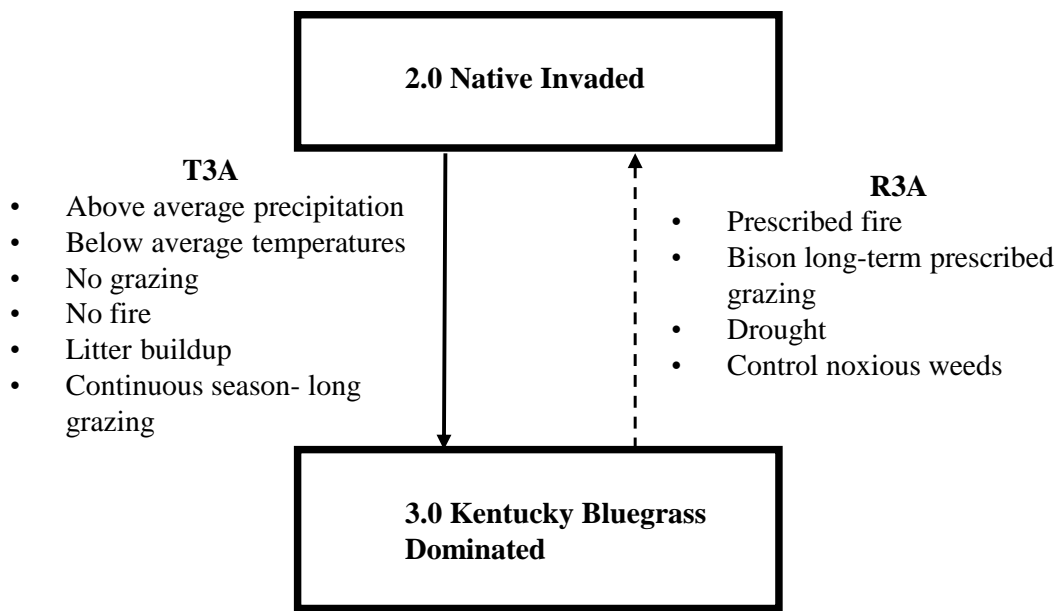 2.0 Native Invaded
T3A
• Above average precipitation
• Below average temperatures
• No grazing
• No fire
• Litter buildup
• Continuous season- long
grazing
R3A
• Prescribed fire
• Bison long-term prescribed
grazing
• Drought
• Control noxious weeds
3.0 Kentucky Bluegrass
Dominated